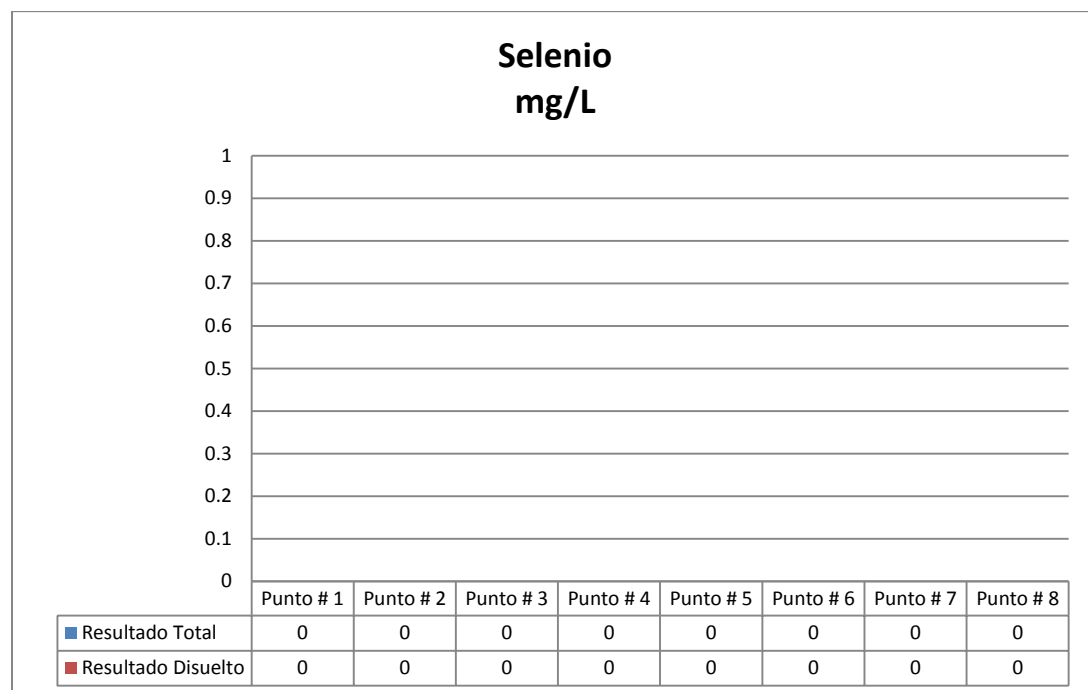 Selenio
mg/L
1
0.9
0.8
0.7
0.6
0.5
0.4
0.3
0.2
0.1
0
Punto # 1 Punto # 2 Punto # 3 Punto # 4 Punto # 5 Punto # 6 Punto # 7 Punto # 8
Resultado Total 0 0 0 0 0 0 0 0
Resultado Disuelto 0 0 0 0 0 0 0 0